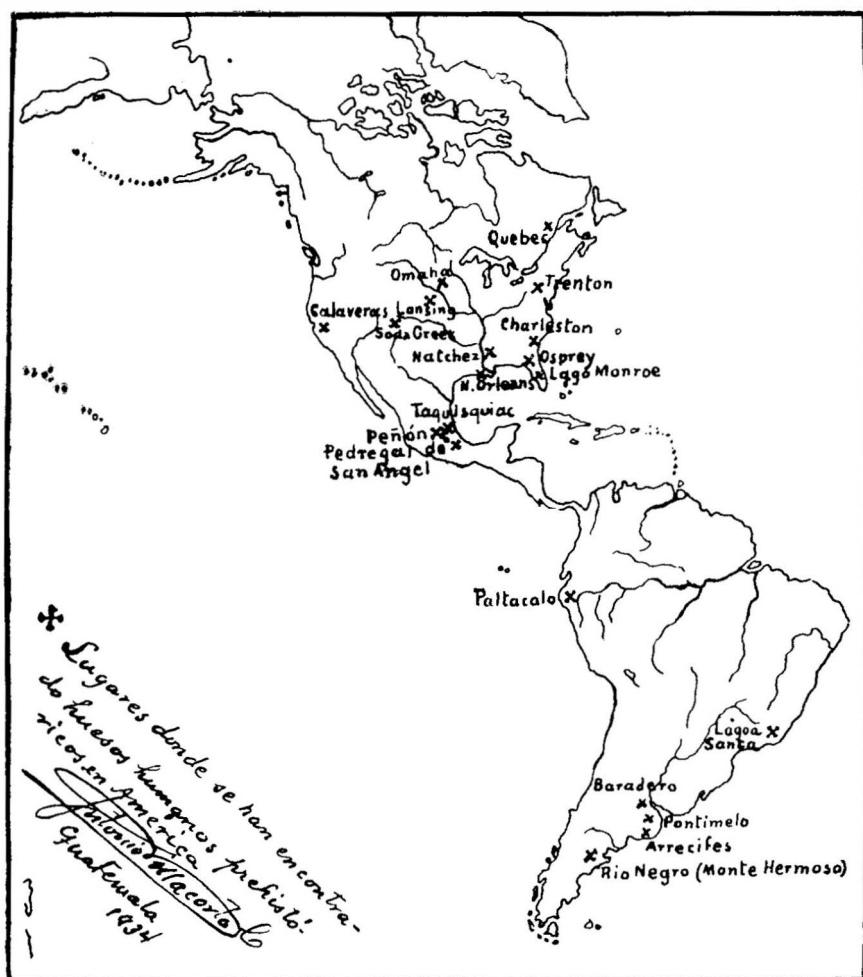 Quebec
Omaha
Trenton
Calaveras Lansing
Soda Creek
Charleston
Natchez
Osprey
N. Orleans
Lago Monroe
Taquisquiac
Peñón
Pedregal de
San Angel
Paltacalo
Lagoa
Santa
Baradero
Pontimelo
Arrecifes
Rio Negro (Monte Hermoso)
Lugares donde se han encontra-
do huesos humanos prehistó-
ricos en America
Guatemala
1934